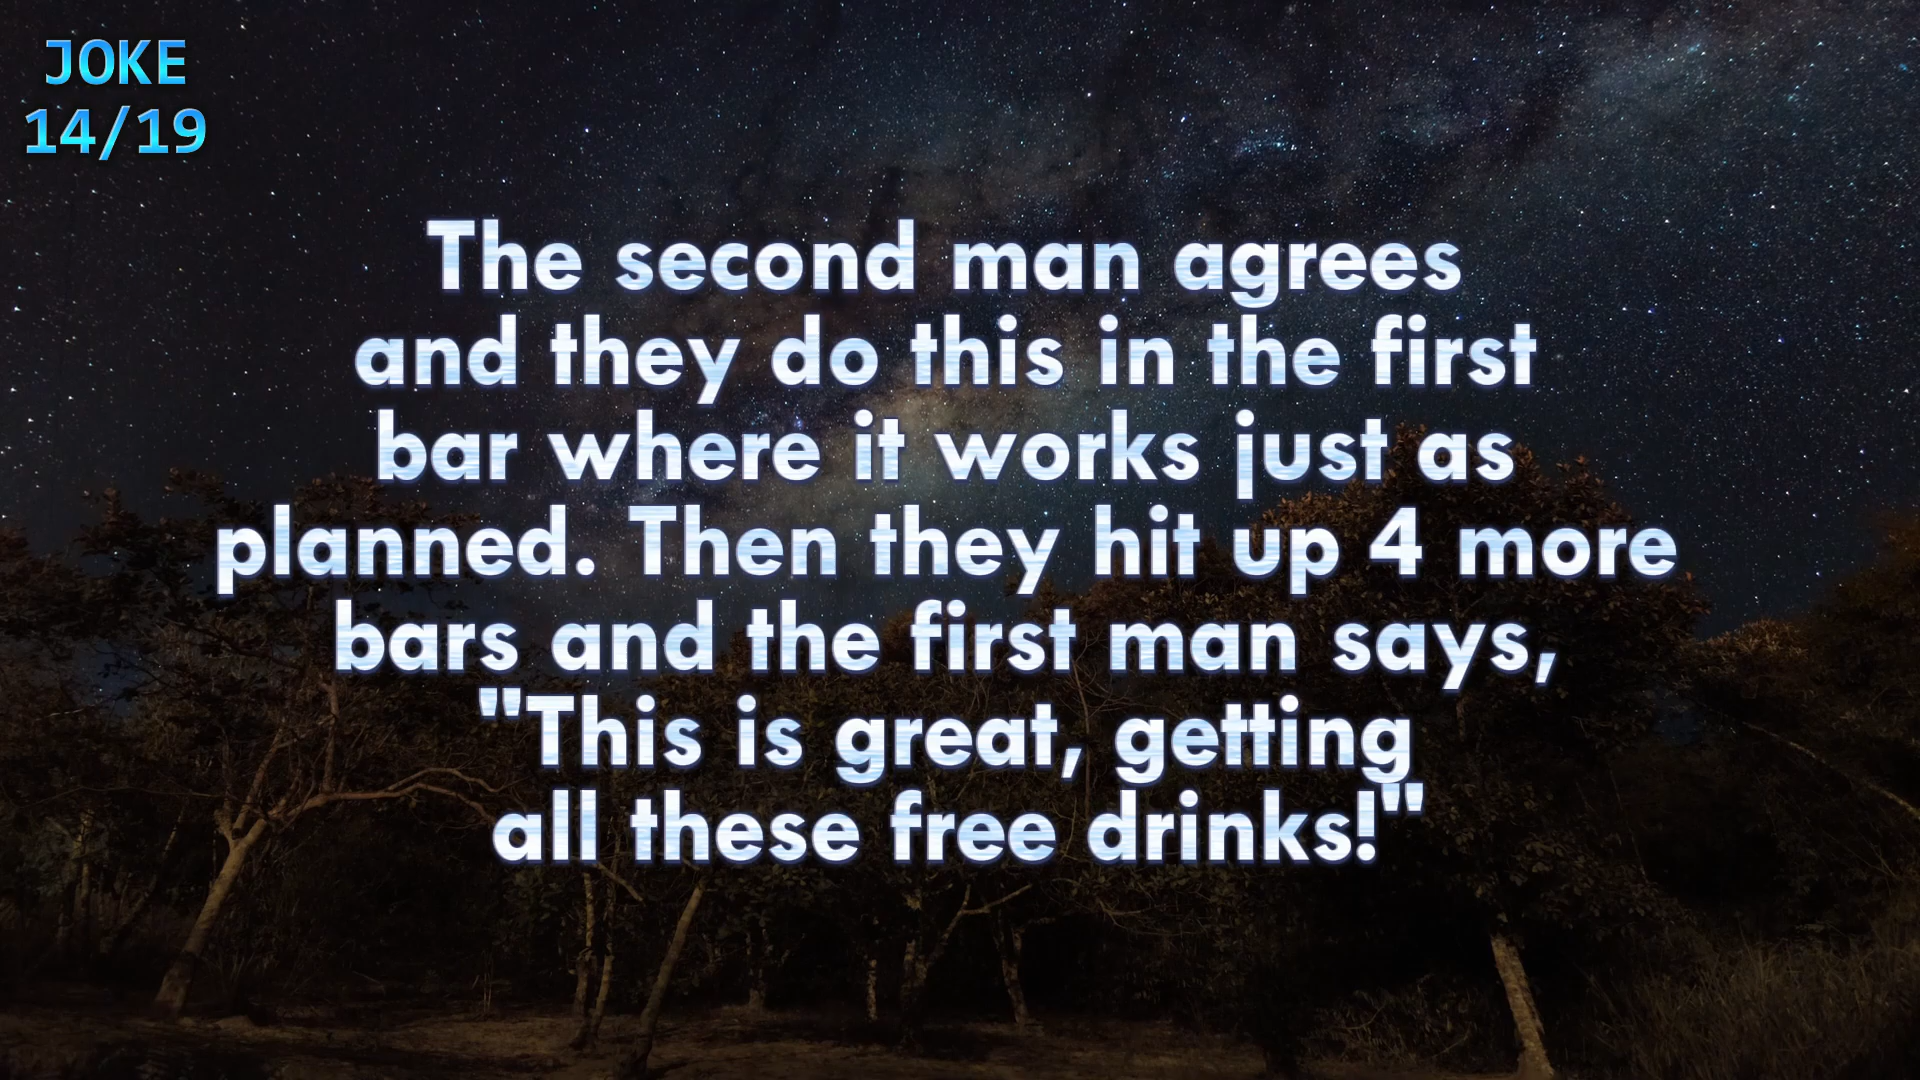 JOKE
14/19
The second man agrees
and they do this in the first
bar where it works just as
planned. Then they hit up 4 more
bars and the first man says,
"This is great, getting
all these free drinks!"